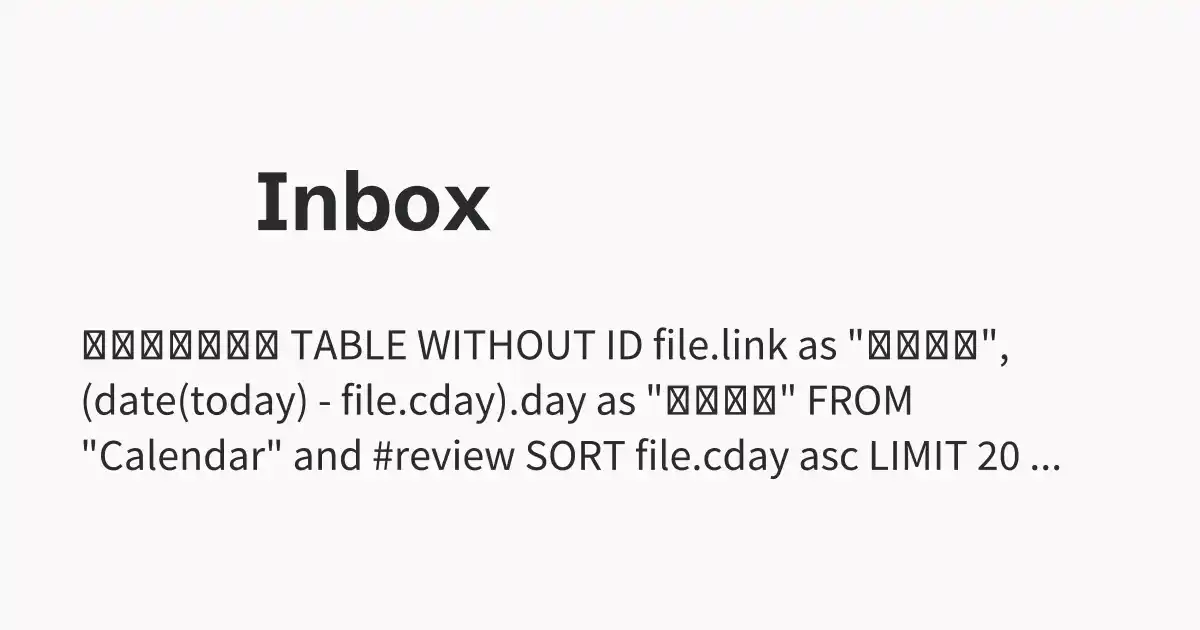 Inbox
TABLE WITHOUT ID file.link as "",
(date(today) - file.cday).day as "" FROM
"Calendar" and #review SORT file.cday asc LIMIT 20 ...